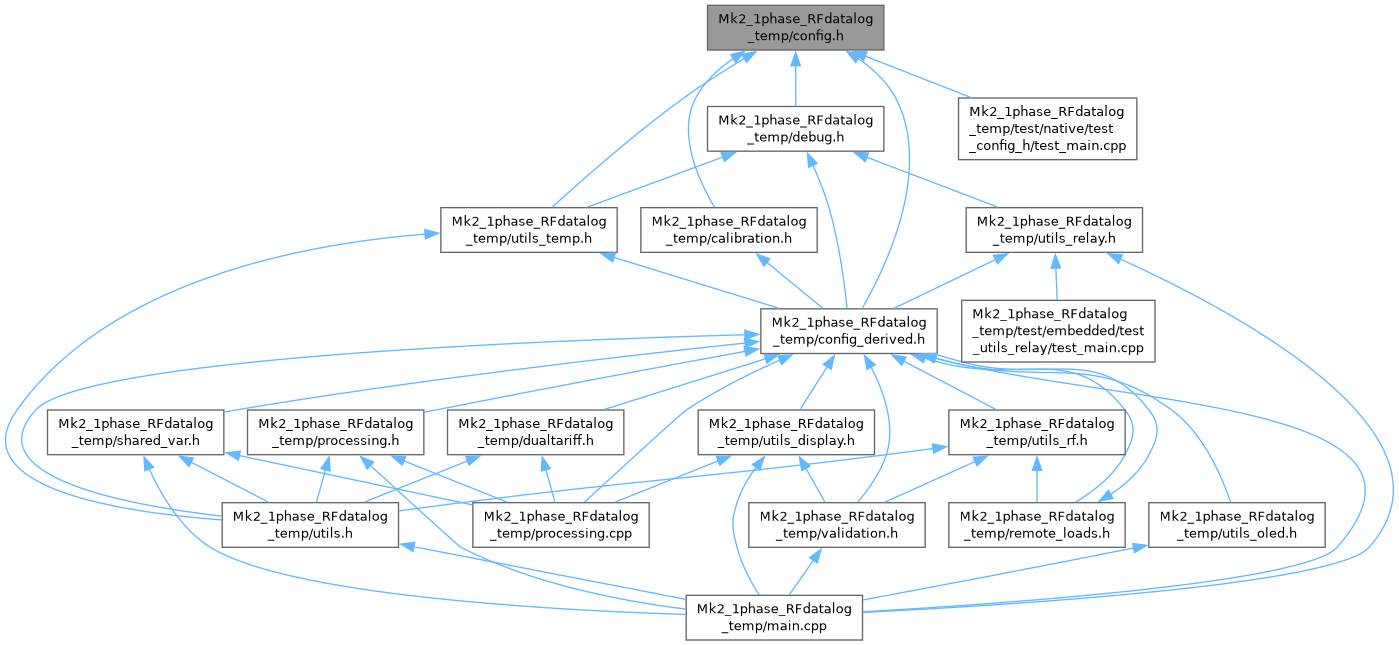 Mk2_1phase_RFdatalog
_temp/config.h
Mk2_1phase_RFdatalog
_temp/debug.h
Mk2_1phase_RFdatalog
_temp/test/native/test
_config_h/test_main.cpp
Mk2_1phase_RFdatalog
_temp/utils_temp.h
Mk2_1phase_RFdatalog
_temp/calibration.h
Mk2_1phase_RFdatalog
_temp/utils_relay.h
Mk2_1phase_RFdatalog
_temp/config_derived.h
Mk2_1phase_RFdatalog
_temp/test/embedded/test
_utils_relay/test_main.cpp
Mk2_1phase_RFdatalog
_temp/shared_var.h
Mk2_1phase_RFdatalog
_temp/processing.h
Mk2_1phase_RFdatalog
_temp/dualtariff.h
Mk2_1phase_RFdatalog
_temp/utils_display.h
Mk2_1phase_RFdatalog
_temp/utils_rf.h
Mk2_1phase_RFdatalog
_temp/utils.h
Mk2_1phase_RFdatalog
_temp/processing.cpp
Mk2_1phase_RFdatalog
_temp/validation.h
Mk2_1phase_RFdatalog
_temp/remote_loads.h
Mk2_1phase_RFdatalog
_temp/utils_oled.h
Mk2_1phase_RFdatalog
_temp/main.cpp